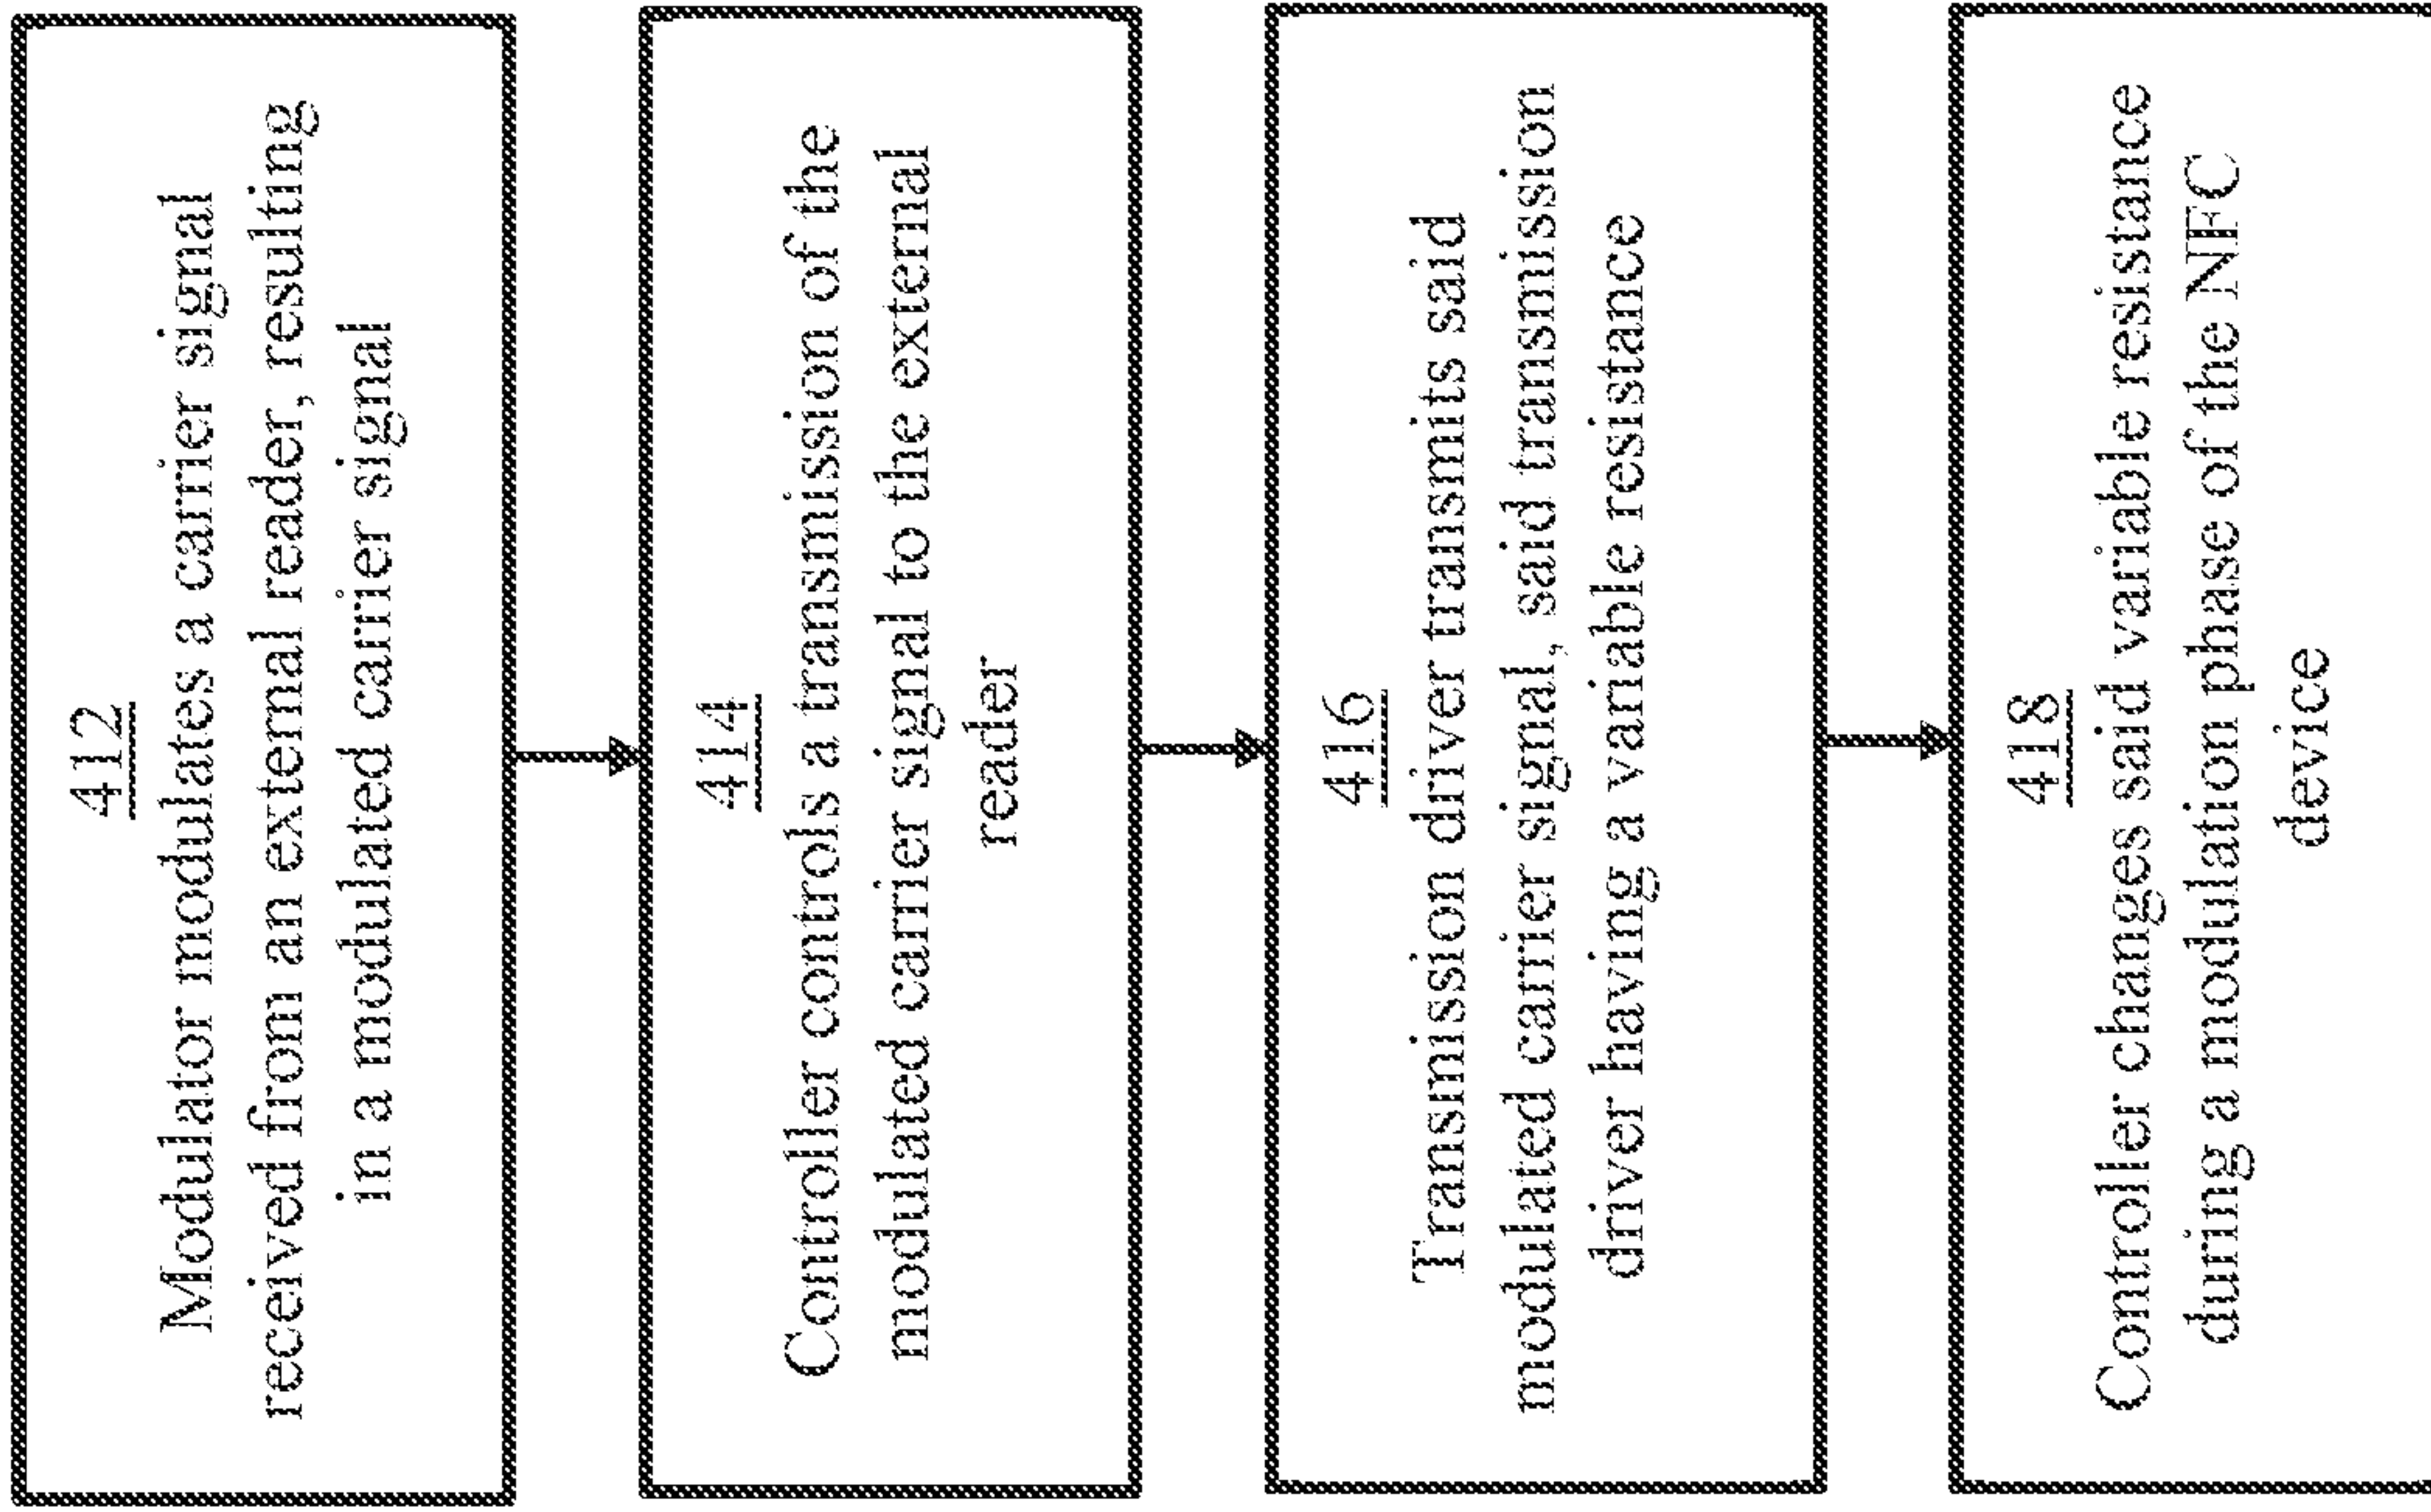 412
Modulator modulates a carrier signal
received from an external reader, resulting
in a modulated carrier signal
414
Controller controls a transmission of the
modulated carrier signal to the external
reader
416
Transmission driver transmits said
modulated carrier signal, said transmission
driver having a variable resistance
418
Controller changes said variable resistance
during a modulation phase of the NFC
device